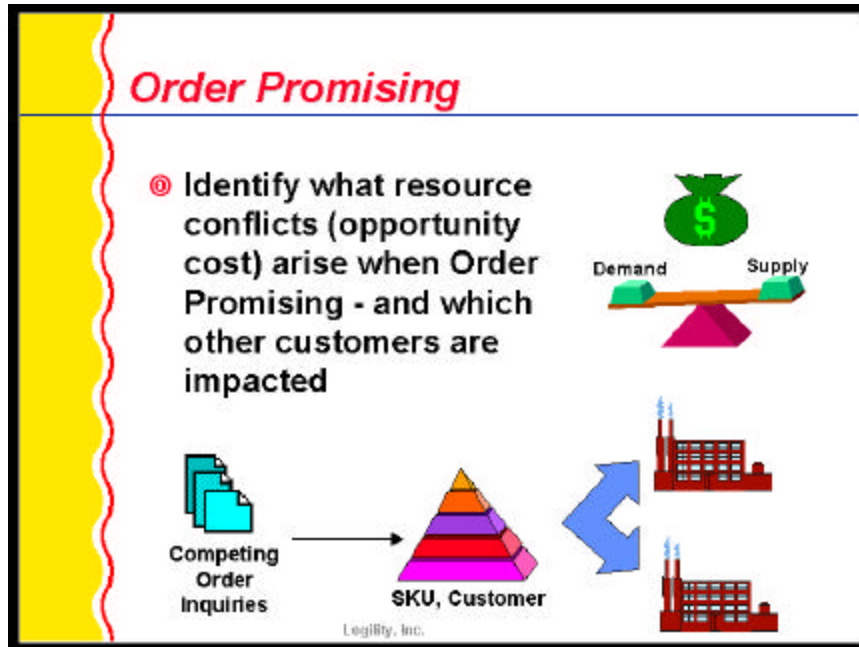 Order Promising
Identify what resource
conflicts (opportunity
cost) arise when Order
Promising - and which
other customers are
impacted
$
Demand
Supply
Competing
Order
Inquiries
SKU, Customer
Logility, Inc.